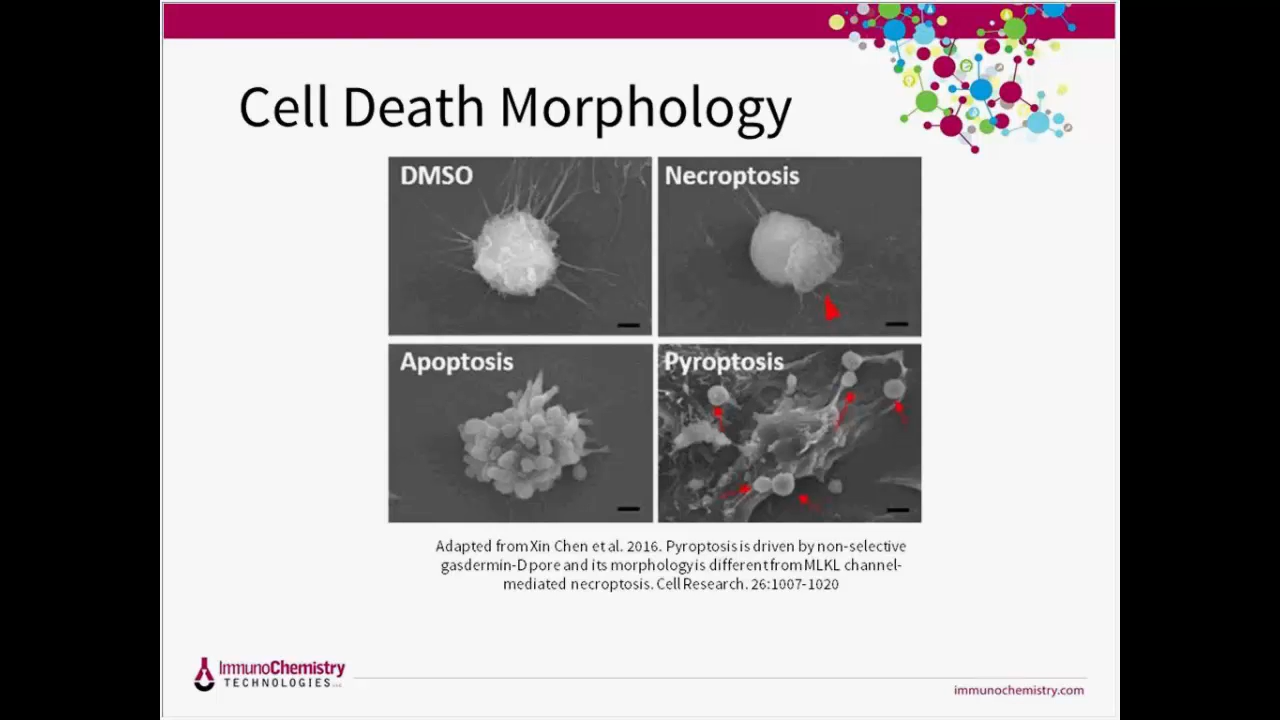 Cell Death Morphology
DMSO
Necroptosis
Apoptosis
Pyroptosis
Adapted from Xin Chen et al. 2016. Pyroptosis is driven by non-selective
gasdermin-D pore and its morphology is different from MLKL channel-
mediated necroptosis. Cell Research. 26:1007-1020
ImmunoChemistry
TECHNOLOGIES
immunochemistry.com